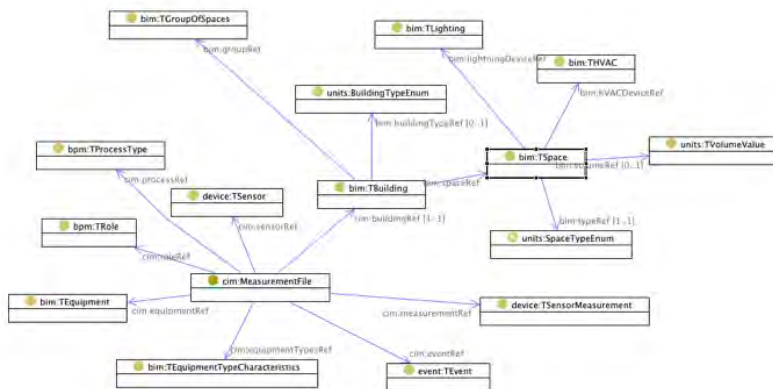 bim:TGroupOfSpaces
bim:TLighting
bim:groupRef
bim:lightningDeviceRef
bim:THVAC
bim:hVACDeviceRef
units:BuildingTypeEnum
bim:buildingTypeRef [0..1]
bpm:TProcessType
bim:TSpace
bim:volumeRef [0..1]
units:TVolumeValue
cim:processRef
device:TSensor
bim:TBuilding
bim:spaceRef
cim:sensorRef
cim:buildingRef [1..1]
bim:typeRef [1..1]
bpm:TRole
units:SpaceTypeEnum
cim:roleRef
cim:MeasurementFile
bim:TEquipment
cim:equipmentRef
device:TSensorMeasurement
cim:measurementRef
cim:equipmentTypesRef
cim:eventRef
bim:TEquipmentTypeCharacteristics
event:TEvent